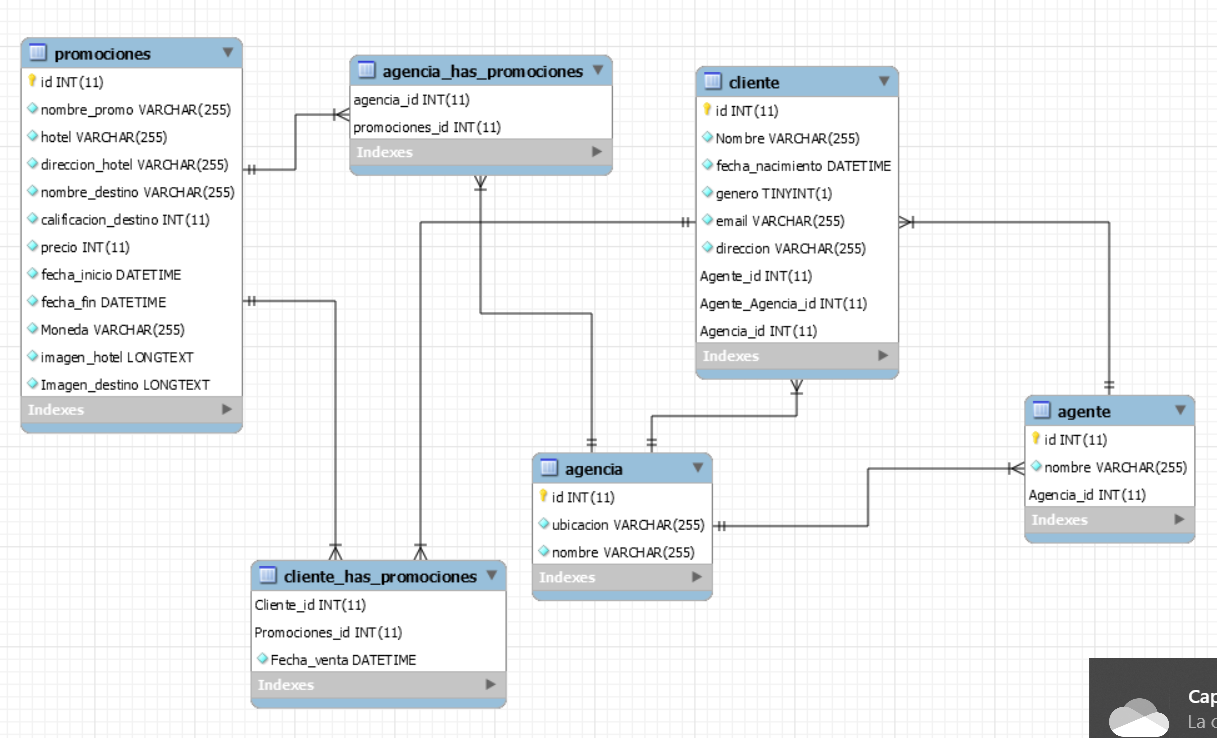 promociones
id INT(11)
nombre_promo VARCHAR(255)
hotel VARCHAR(255)
direccion_hotel VARCHAR(255)
nombre_destino VARCHAR(255)
calificacion_destino INT(11)
precio INT(11)
fecha_inicio DATETIME
fecha_fin DATETIME
Moneda VARCHAR(255)
imagen_hotel LONGTEXT
Imagen_destino LONGTEXT
Indexes
agencia_has_promociones
agencia_id INT(11)
promociones_id INT(11)
Indexes
cliente
id INT(11)
Nombre VARCHAR(255)
fecha_nacimiento DATETIME
genero TINYINT(1)
email VARCHAR(255)
direccion VARCHAR(255)
Agente_id INT(11)
Agente_Agencia_id INT(11)
Agencia_id INT(11)
Indexes
agente
id INT(11)
nombre VARCHAR(255)
Agencia_id INT(11)
Indexes
agencia
id INT(11)
ubicacion VARCHAR(255)
nombre VARCHAR(255)
Indexes
cliente_has_promociones
Cliente_id INT(11)
Promociones_id INT(11)
Fecha_venta DATETIME
Indexes
Cap
La